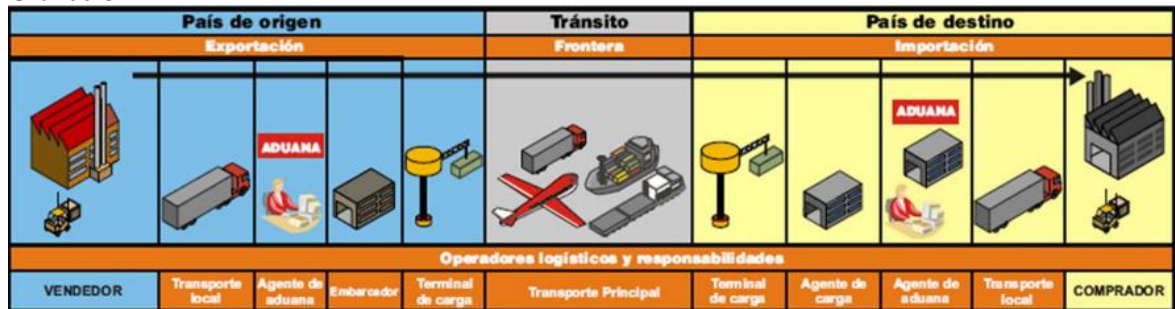 País de origen
Tránsito
País de destino
Exportación
Frontera
Importación
ADUANA
ADUANA
Operadores logísticos y responsabilidades
VENDEDOR
Transporte
local
Agente de
aduana
Embarcador
Terminal
de carga
Transporte Principal
Terminal
de carga
Agente de
carga
Agente de
aduana
Transporte
local
COMPRADOR